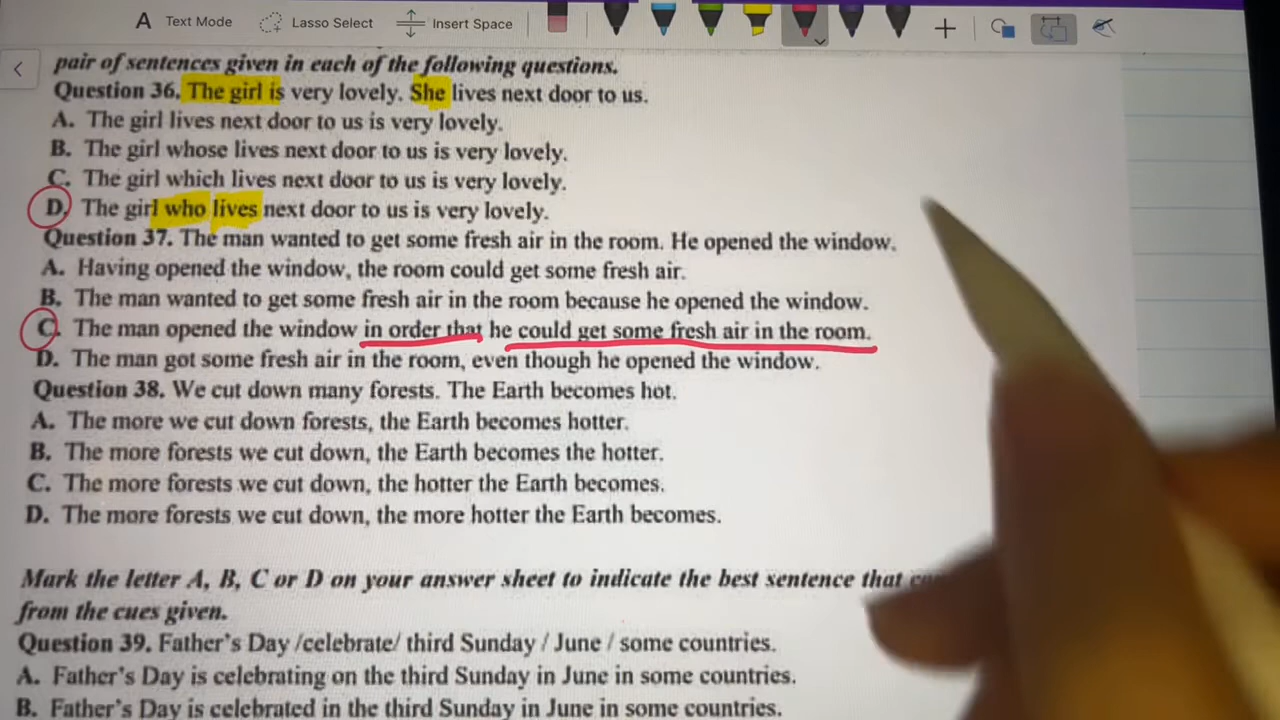 A Text Mode Lasso Select Insert Space
pair of sentences given in each of the following questions.
Question 36. The girl is very lovely. She lives next door to us.
A. The girl lives next door to us is very lovely.
B. The girl whose lives next door to us is very lovely.
C. The girl which lives next door to us is very lovely.
D. The girl who lives next door to us is very lovely.
Question 37. The man wanted to get some fresh air in the room. He opened the window.
A. Having opened the window, the room could get some fresh air.
B. The man wanted to get some fresh air in the room because he opened the window.
C. The man opened the window in order that he could get some fresh air in the room.
D. The man got some fresh air in the room, even though he opened the window.
Question 38. We cut down many forests. The Earth becomes hot.
A. The more we cut down forests, the Earth becomes hotter.
B. The more forests we cut down, the Earth becomes the hotter.
C. The more forests we cut down, the hotter the Earth becomes.
D. The more forests we cut down, the more hotter the Earth becomes.
Mark the letter A, B, C or D on your answer sheet to indicate the best sentence that
from the cues given.
Question 39. Father's Day /celebrate/ third Sunday / June / some countries.
A. Father's Day is celebrating on the third Sunday in June in some countries.
B. Father's Day is celebrated in the third Sunday in June in some countries.